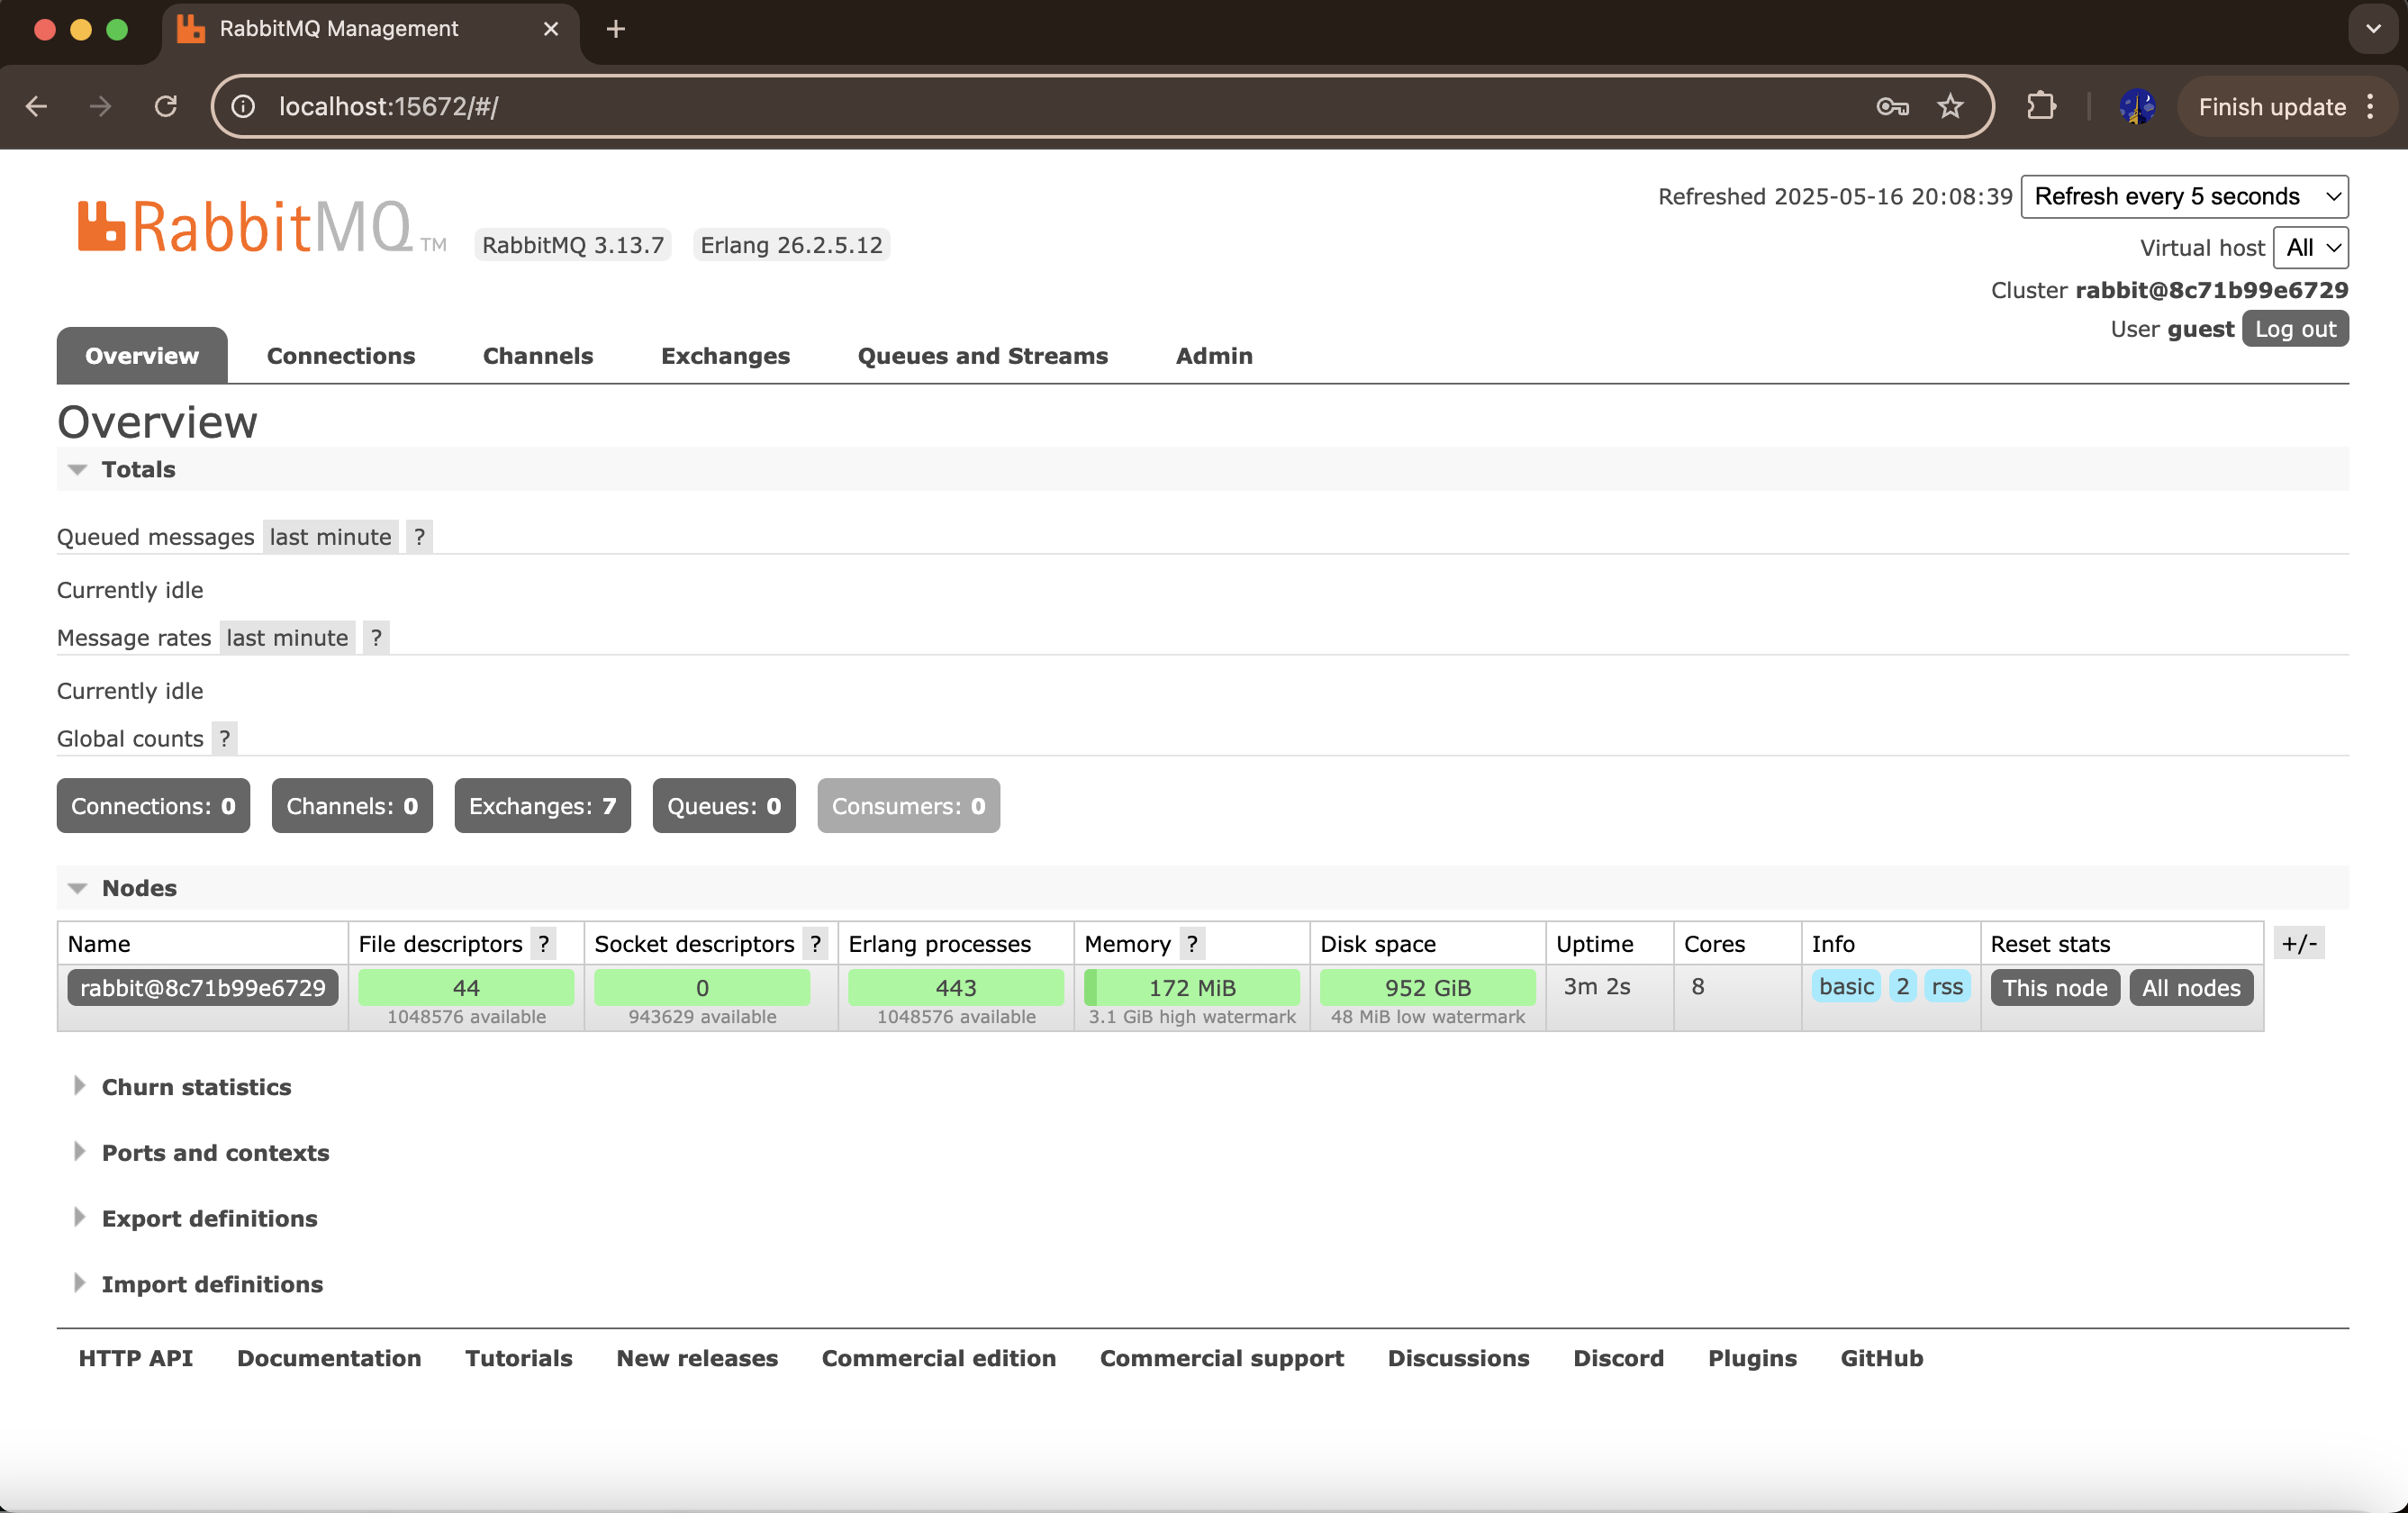 RabbitMQ Management
localhost:15672/#/
Finish update
RabbitMQ TM
RabbitMQ 3.13.7 Erlang 26.2.5.12
Refreshed 2025-05-16 20:08:39 Refresh every 5 seconds
Virtual host All
Cluster rabbit@8c71b99e6729
User guest Log out
Overview Connections Channels Exchanges Queues and Streams Admin
Overview
Totals
Queued messages last minute ?
Currently idle
Message rates last minute ?
Currently idle
Global counts ?
Connections: 0 Channels: 0 Exchanges: 7 Queues: 0 Consumers: 0
Nodes
Name File descriptors ? Socket descriptors ? Erlang processes Memory ? Disk space Uptime Cores Info Reset stats +/-
rabbit@8c71b99e6729 44 0 443 172 MiB 952 GiB 3m 2s 8 basic 2 rss This node All nodes
1048576 available 943629 available 1048576 available 3.1 GiB high watermark 48 MiB low watermark
Churn statistics
Ports and contexts
Export definitions
Import definitions
HTTP API Documentation Tutorials New releases Commercial edition Commercial support Discussions Discord Plugins GitHub